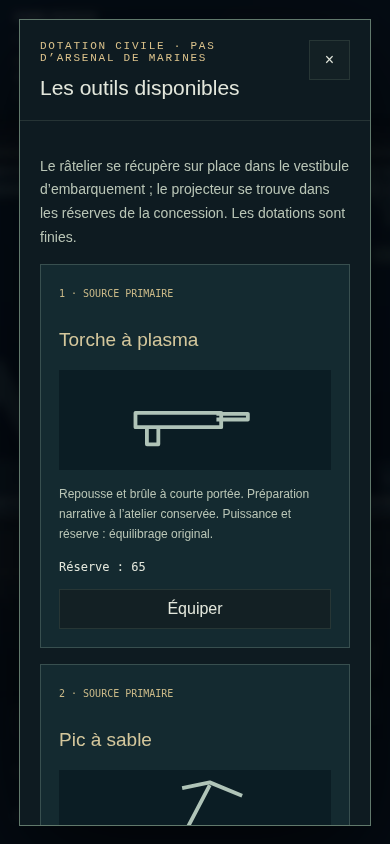 DOTATION CIVILE · PAS
D’ARSENAL DE MARINES
Les outils disponibles
×
Le râtelier se récupère sur place dans le vestibule
d’embarquement ; le projecteur se trouve dans
les réserves de la concession. Les dotations sont
finies.
1 · SOURCE PRIMAIRE
Torche à plasma
Repousse et brûle à courte portée. Préparation
narrative à l’atelier conservée. Puissance et
réserve : équilibrage original.
Réserve : 65
Équiper
2 · SOURCE PRIMAIRE
Pic à sable